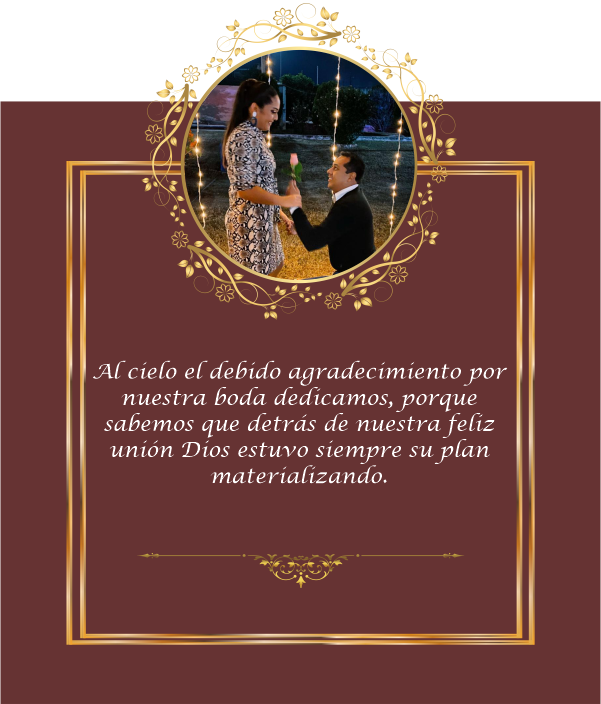 Al cielo el debido agradecimiento por
nuestra boda dedicamos, porque
sabemos que detrás de nuestra feliz
unión Dios estuvo siempre su plan
materializando.